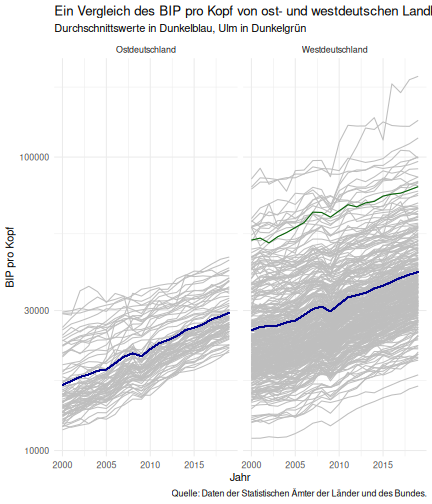 Ein Vergleich des BIP pro Kopf von ost- und westdeutschen Landk
Durchschnittswerte in Dunkelblau, Ulm in Dunkelgrün
Ostdeutschland
Westdeutschland
100000
30000
10000
BIP pro Kopf
2000
2005
2010
2015
2000
2005
2010
2015
Jahr
Quelle: Daten der Statistischen Ämter der Länder und des Bundes.